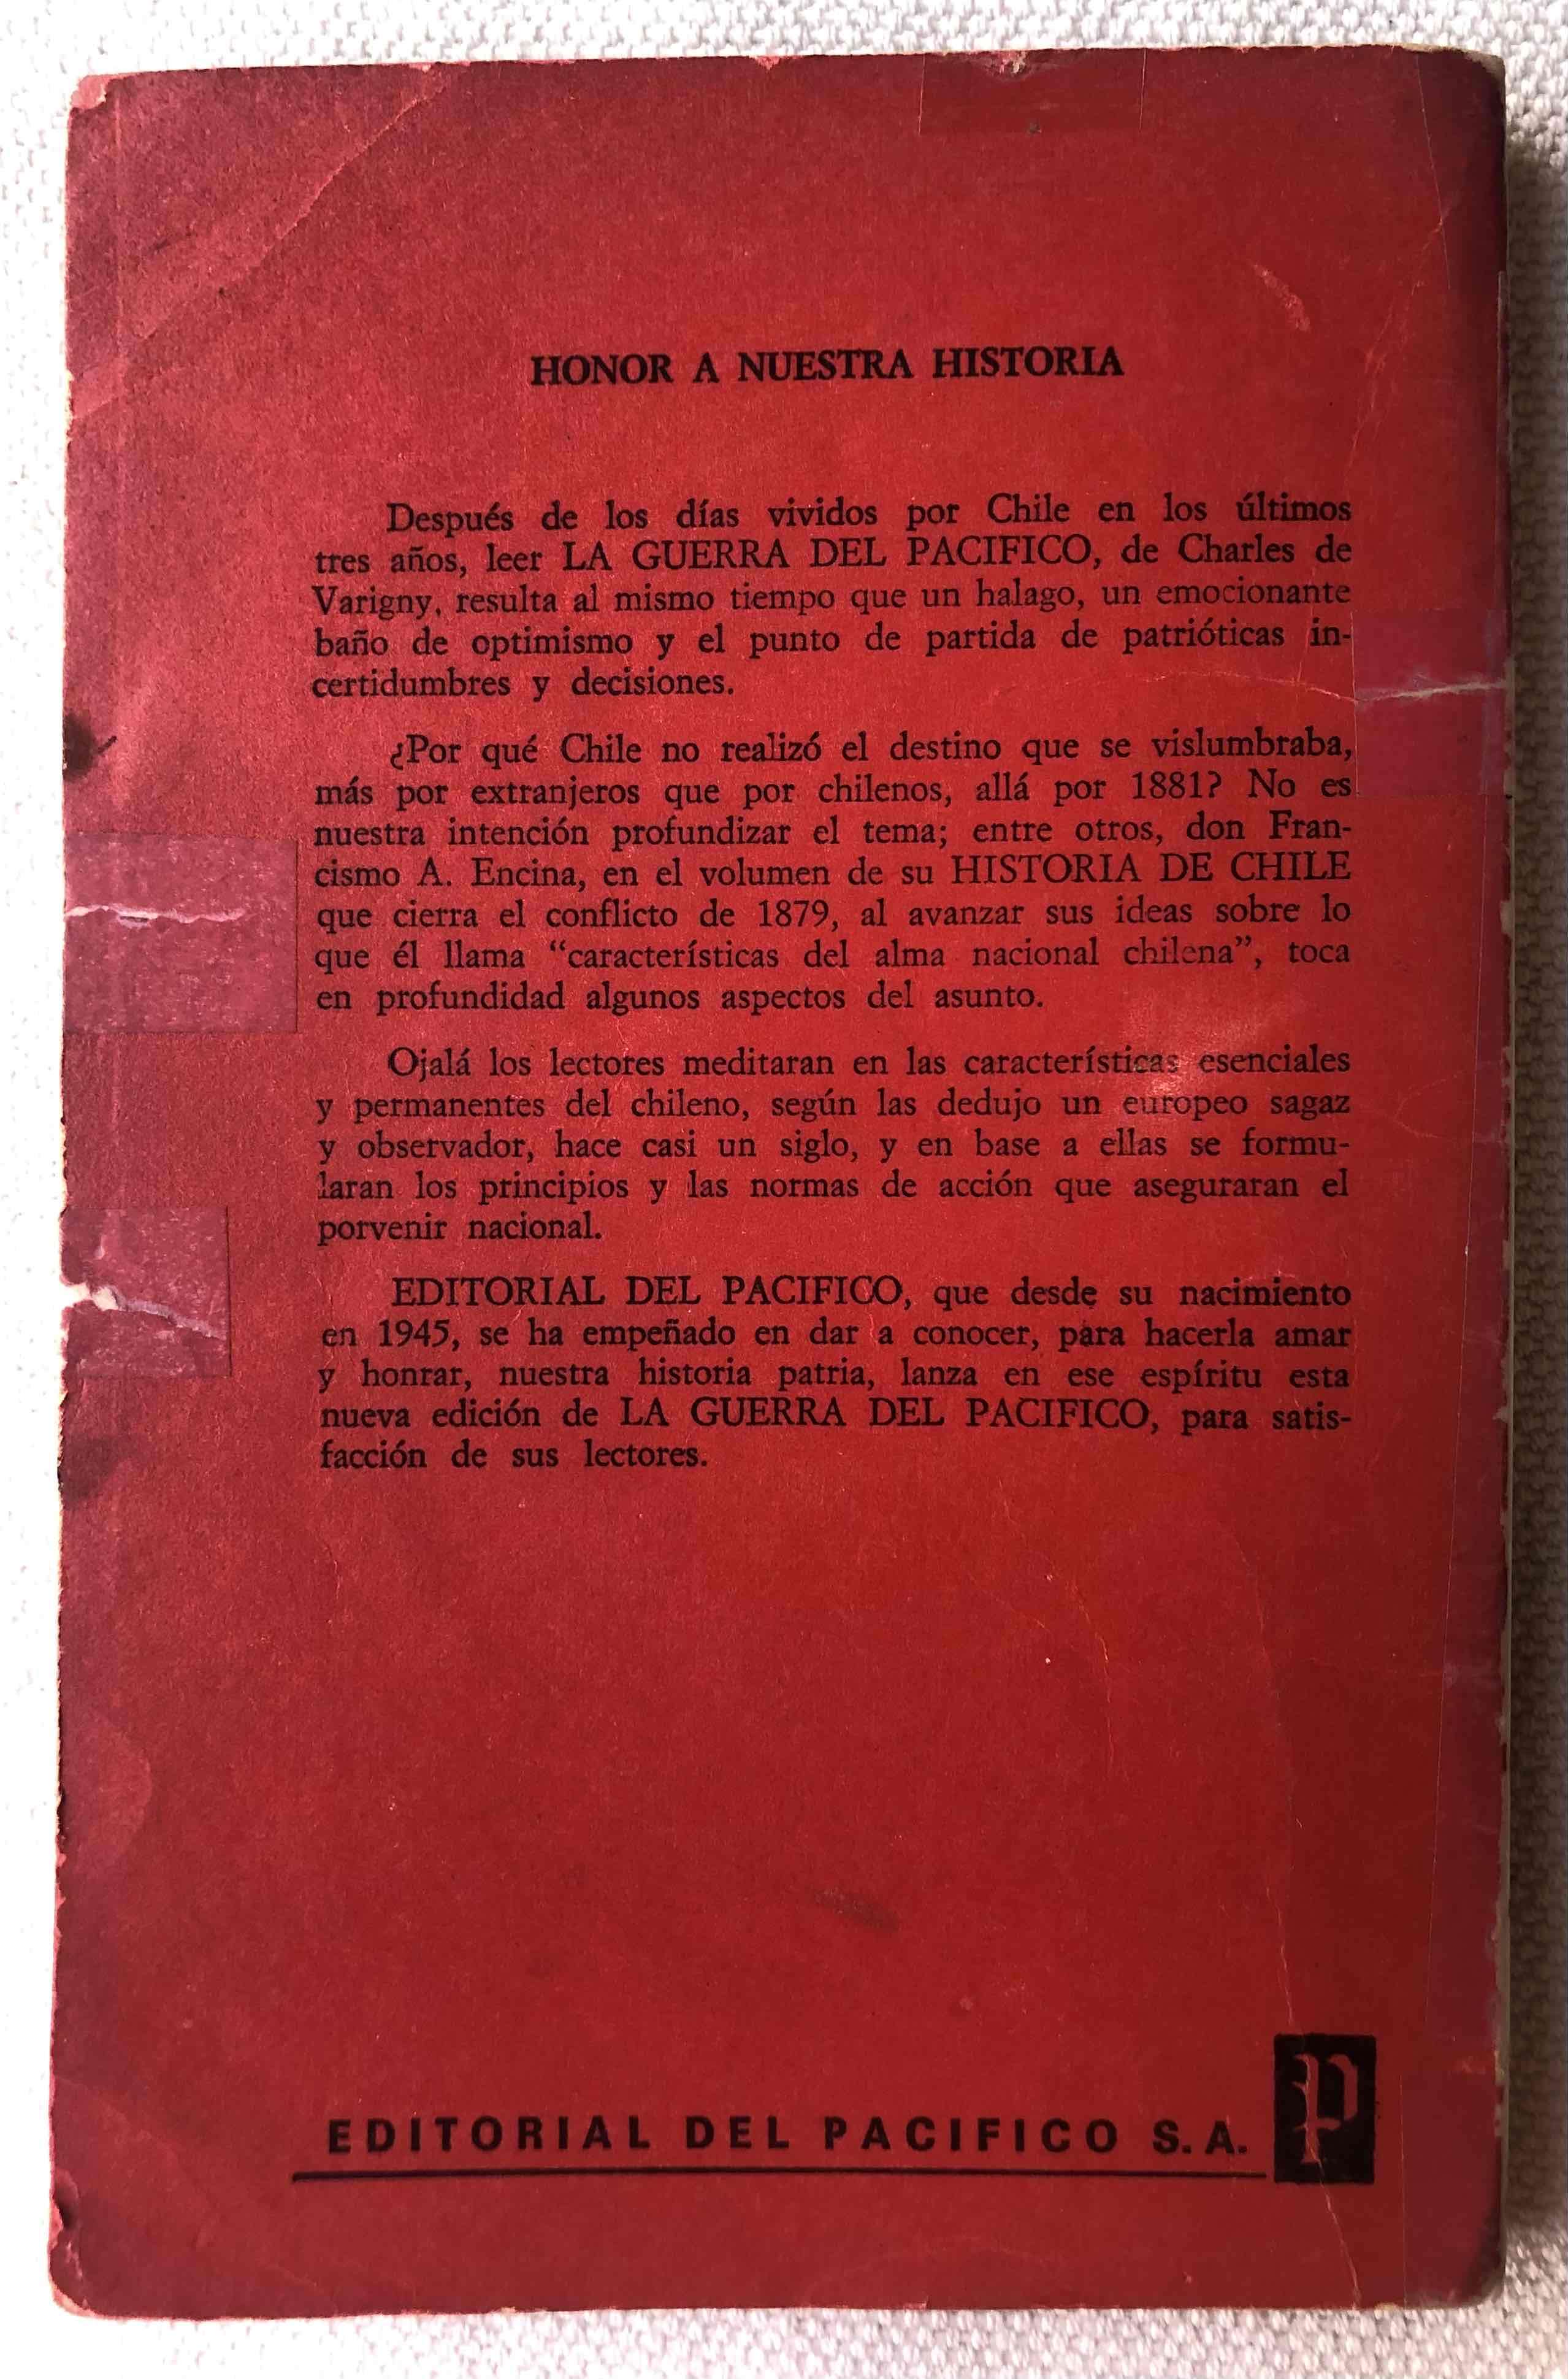 HONOR A NUESTRA HISTORIA
Después de los días vividos por Chile en los últimos
tres años, leer LA GUERRA DEL PACIFICO, de Charles de
Varigny, resulta al mismo tiempo que un halago, un emocionante
baño de optimismo y el punto de partida de patrióticas in-
certidumbres y decisiones.
¿Por qué Chile no realizó el destino que se vislumbraba,
más por extranjeros que por chilenos, allá por 1881? No es
nuestra intención profundizar el tema; entre otros, don Fran-
cismo A. Encina, en el volumen de su HISTORIA DE CHILE
que cierra el conflicto de 1879, al avanzar sus ideas sobre lo
que él llama “características del alma nacional chilena”, toca
en profundidad algunos aspectos del asunto.
Ojalá los lectores meditaran en las características esenciales
y permanentes del chileno, según las dedujo un europeo sagaz
y observador, hace casi un siglo, y en base a ellas se formu-
laran los principios y las normas de acción que aseguraran el
porvenir nacional.
EDITORIAL DEL PACIFICO, que desde su nacimiento
en 1945, se ha empeñado en dar a conocer, para hacerla amar
y honrar, nuestra historia patria, lanza en ese espíritu esta
nueva edición de LA GUERRA DEL PACIFICO, para satis-
facción de sus lectores.
EDITORIAL DEL PACIFICO S.A.
P